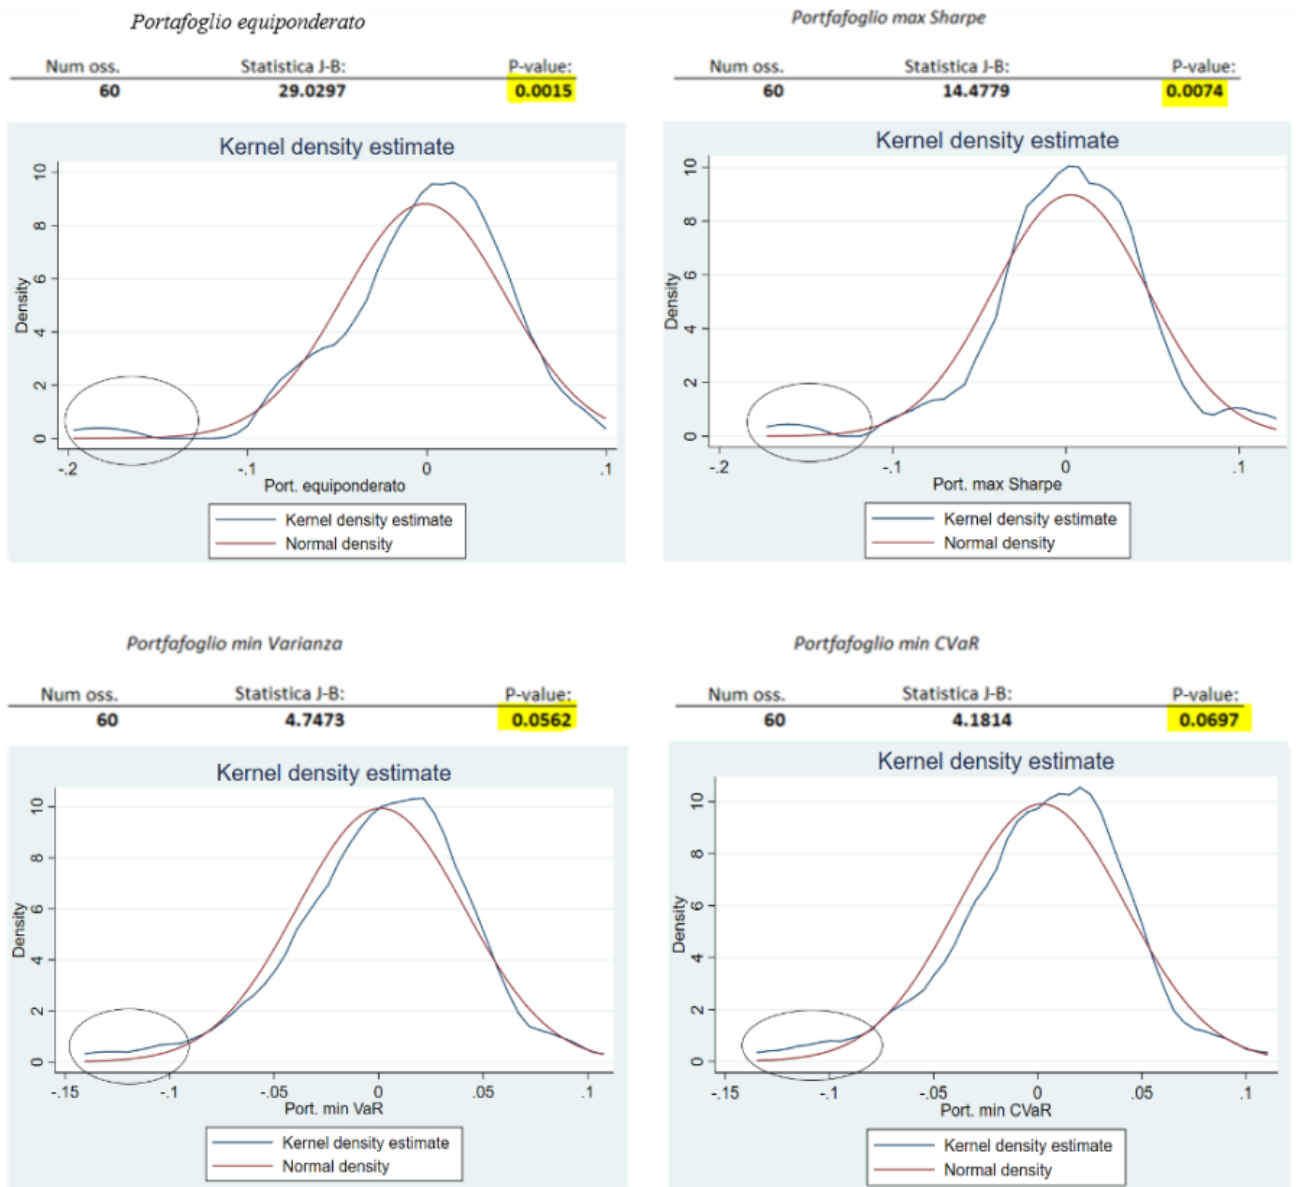 Portafoglio equiponderato
Num oss. Statistica J-B: P-value:
60 29.0297 0.0015
Kernel density estimate
10
8
6
4
2
0
Density
-.2 -.1 0 .1
Port. equiponderato
Kernel density estimate
Normal density
Portfafoglio max Sharpe
Num oss. Statistica J-B: P-value:
60 14.4779 0.0074
Kernel density estimate
10
8
6
4
2
0
Density
-.2 -.1 0 .1
Port. max Sharpe
Kernel density estimate
Normal density
Portfafoglio min Varianza
Num oss. Statistica J-B: P-value:
60 4.7473 0.0562
Kernel density estimate
10
8
6
4
2
0
Density
-.15 -.1 -.05 0 .05 .1
Port. min VaR
Kernel density estimate
Normal density
Portfafoglio min CVaR
Num oss. Statistica J-B: P-value:
60 4.1814 0.0697
Kernel density estimate
10
8
6
4
2
0
Density
-.15 -.1 -.05 0 .05 .1
Port. min CVaR
Kernel density estimate
Normal density